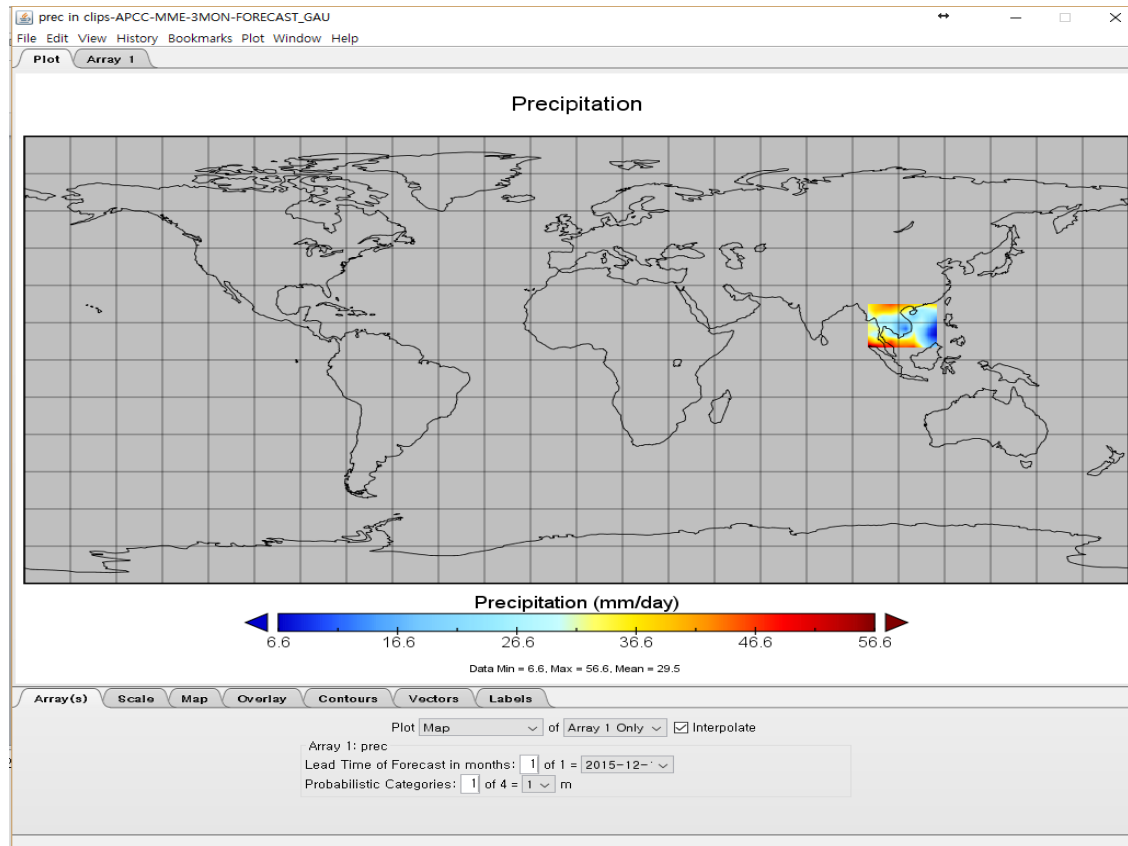 prec in clips-APCC-MME-3MON-FORECAST_GAU
File Edit View History Bookmarks Plot Window Help
Plot Array 1
Precipitation
Precipitation (mm/day)
6.6 16.6 26.6 36.6 46.6 56.6
Data Min = 6.6, Max = 56.6, Mean = 29.5
Array(s) Scale Map Overlay Contours Vectors Labels
Plot Map of Array 1 Only Interpolate
Array 1: prec
Lead Time of Forecast in months: 1 of 1 = 2015-12-
Probabilistic Categories: 1 of 4 = 1 m